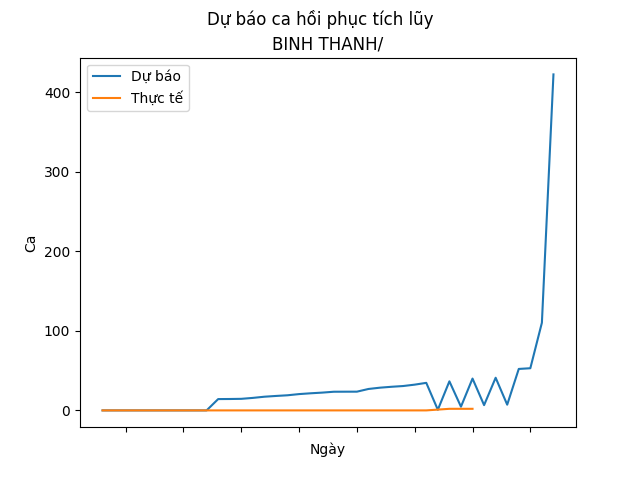 Dự báo ca hồi phục tích lũy
BINH THANH/
Dự báo
Thực tế
400
300
200
100
0
Ca
Ngày